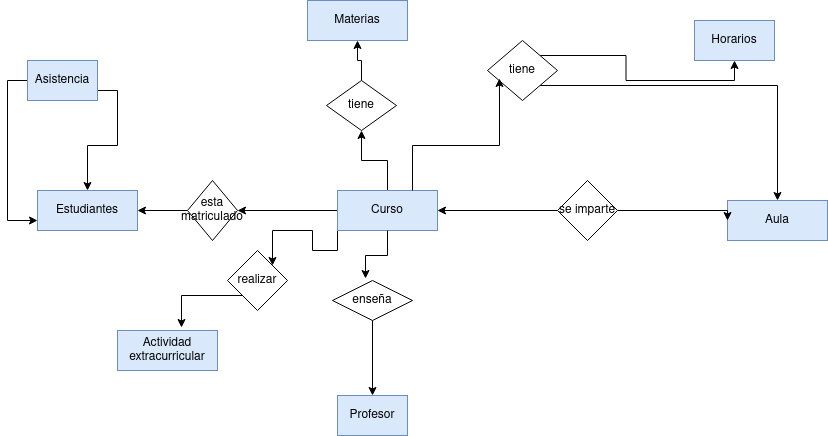 Materias
Horarios
tiene
Asistencia
tiene
Estudiantes
esta
matriculado
Curso
se imparte
Aula
realizar
enseña
Actividad
extracurricular
Profesor